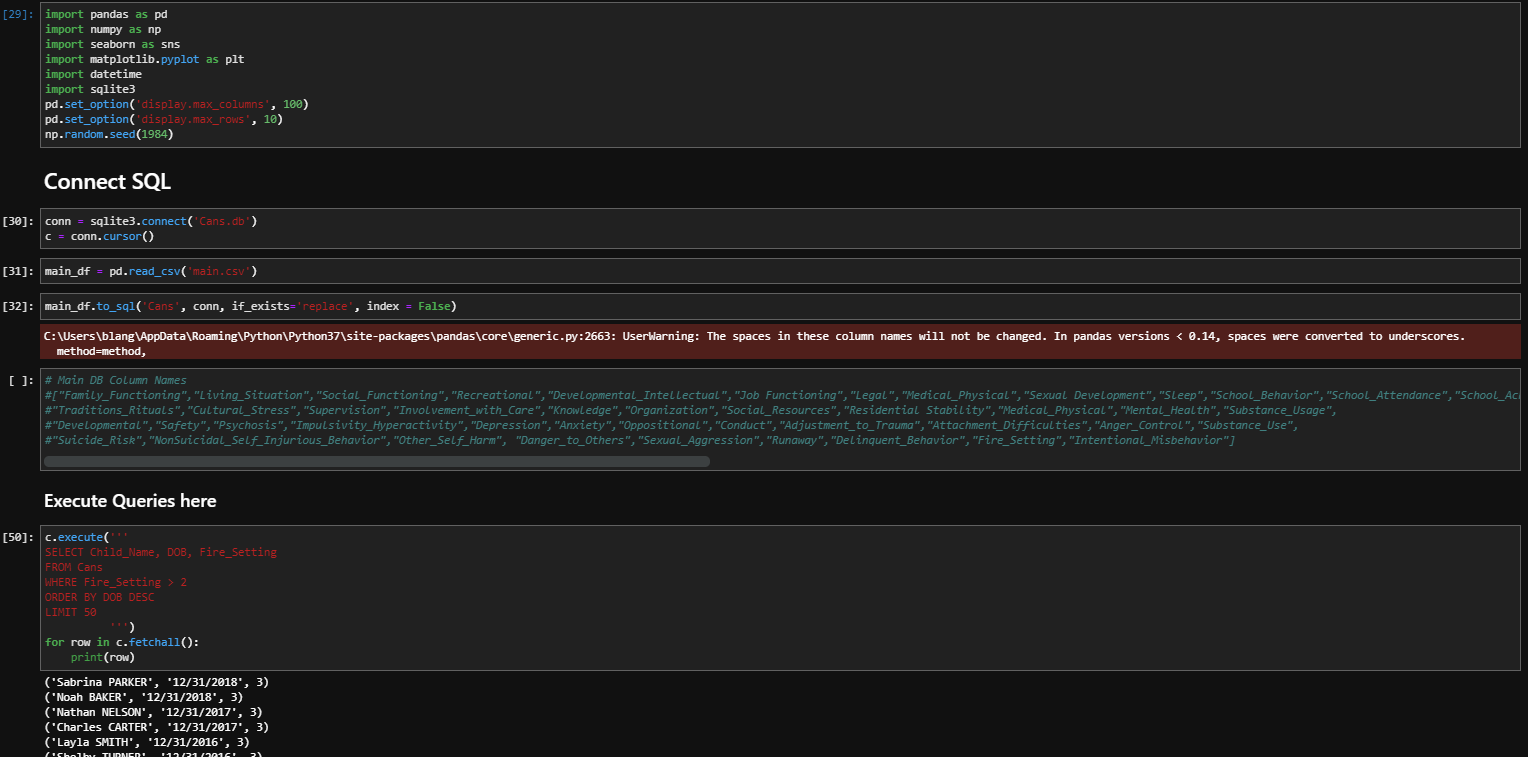 [29]: import pandas as pd
import numpy as np
import seaborn as sns
import matplotlib.pyplot as plt
import datetime
import sqlite3
pd.set_option('display.max_columns', 100)
pd.set_option('display.max_rows', 10)
np.random.seed(1984)
Connect SQL
[30]: conn = sqlite3.connect('Cans.db')
c = conn.cursor()
[31]: main_df = pd.read_csv('main.csv')
[32]: main_df.to_sql('Cans', conn, if_exists='replace', index = False)
C:\Users\blang\AppData\Roaming\Python\Python37\site-packages\pandas\core\generic.py:2663: UserWarning: The spaces in these column names will not be changed. In pandas versions < 0.14, spaces were converted to underscores.
method=method,
[ ]: # Main DB Column Names
#["Family_Functioning","Living_Situation","Social_Functioning","Recreational","Developmental_Intellectual","Job Functioning","Legal","Medical_Physical","Sexual Development","Sleep","School_Behavior","School_Attendance","School_Ac
#"Traditions_Rituals","Cultural_Stress","Supervision","Involvement_with_Care","Knowledge","Organization","Social_Resources","Residential Stability","Medical_Physical","Mental_Health","Substance_Usage",
#"Developmental","Safety","Psychosis","Impulsivity_Hyperactivity","Depression","Anxiety","Oppositional","Conduct","Adjustment_to_Trauma","Attachment_Difficulties","Anger_Control","Substance_Use",
#"Suicide_Risk","NonSuicidal_Self_Injurious_Behavior","Other_Self_Harm", "Danger_to_Others","Sexual_Aggression","Runaway","Delinquent_Behavior","Fire_Setting","Intentional_Misbehavior"]
Execute Queries here
[50]: c.execute('''
SELECT Child_Name, DOB, Fire_Setting
FROM Cans
WHERE Fire_Setting > 2
ORDER BY DOB DESC
LIMIT 50
''')
for row in c.fetchall():
print(row)
('Sabrina PARKER', '12/31/2018', 3)
('Noah BAKER', '12/31/2018', 3)
('Nathan NELSON', '12/31/2017', 3)
('Charles CARTER', '12/31/2017', 3)
('Layla SMITH', '12/31/2016', 3)
('Shelby TURNER', '12/31/2016', 3)